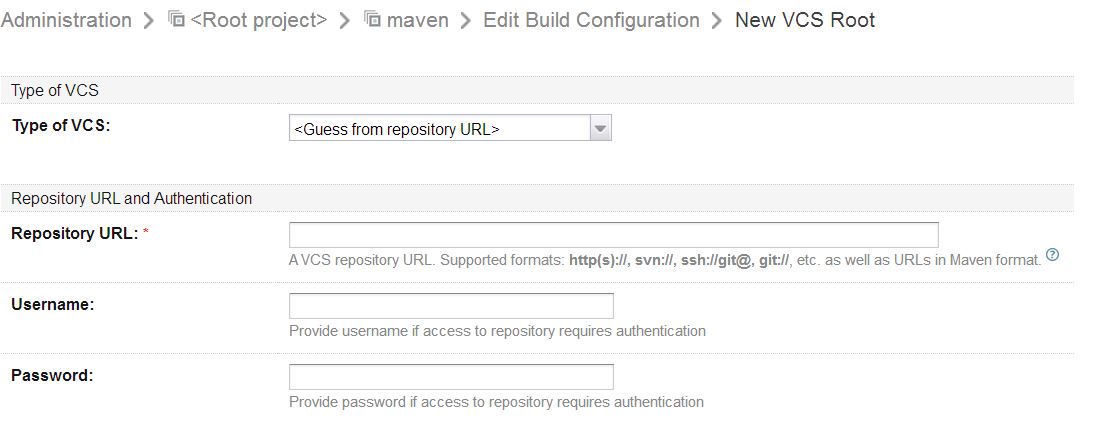 Administration > <Root project> > maven > Edit Build Configuration > New VCS Root
Type of VCS
Type of VCS: <Guess from repository URL>
Repository URL and Authentication
Repository URL: *
A VCS repository URL. Supported formats: http(s)://, svn://, ssh://git@, git://, etc. as well as URLs in Maven format. ?
Username:
Provide username if access to repository requires authentication
Password:
Provide password if access to repository requires authentication